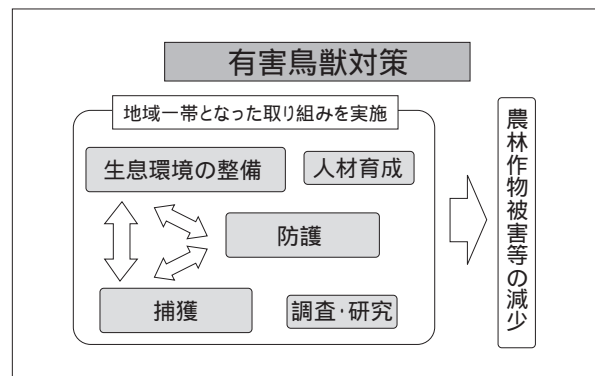 有害鳥獣対策
地域一帯となった取り組みを実施
生息環境の整備
人材育成
防護
捕獲
調査・研究
農林作物被害等の減少